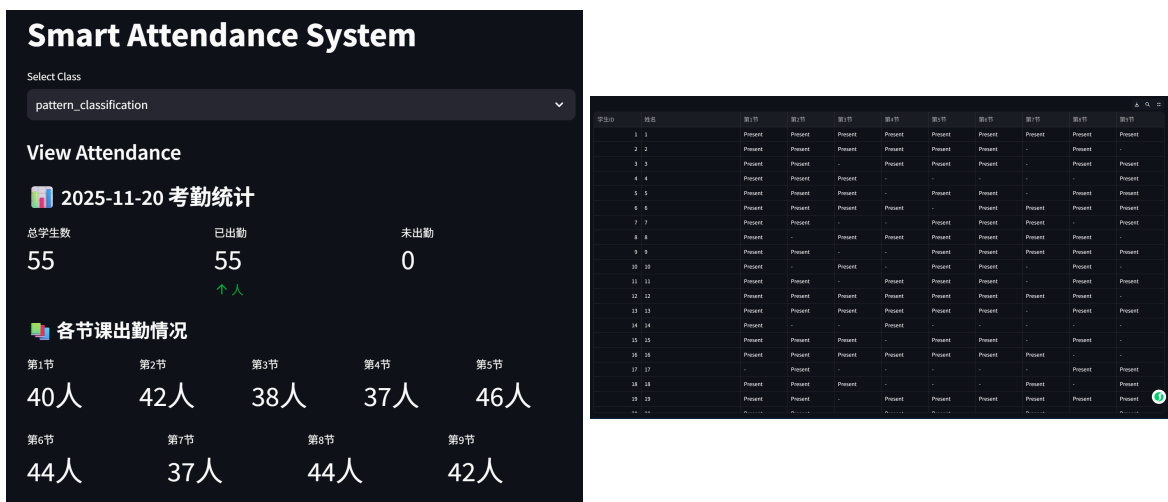 Smart Attendance System
Select Class
pattern_classification
View Attendance
2025-11-20 考勤统计
总学生数 已出勤 未出勤
55 55 0
↑ 人
各节课出勤情况
第1节 第2节 第3节 第4节 第5节
40人 42人 38人 37人 46人
第6节 第7节 第8节 第9节
44人 37人 44人 42人
学生ID 姓名 第1节 第2节 第3节 第4节 第5节 第6节 第7节 第8节 第9节
1 1 Present Present Present Present Present Present Present Present Present
2 2 Present Present Present Present Present Present - Present -
3 3 Present Present - Present Present Present - Present Present
4 4 Present Present Present - - - - - Present
5 5 Present Present Present - Present Present - Present Present
6 6 Present Present Present Present - Present Present Present Present
7 7 Present Present - - Present Present Present - Present
8 8 Present - Present Present Present Present Present Present -
9 9 Present Present - - Present Present Present Present Present
10 10 Present - Present - Present Present - Present -
11 11 Present Present - Present Present Present - Present Present
12 12 Present Present Present Present Present Present Present Present -
13 13 Present Present Present Present Present Present - Present Present
14 14 Present - - Present - - - - -
15 15 Present Present Present - Present Present - Present -
16 16 Present Present Present Present Present Present Present - -
17 17 - Present - - - - - Present Present
18 18 Present Present Present - - - Present - Present
19 19 Present Present - Present Present Present Present Present Present